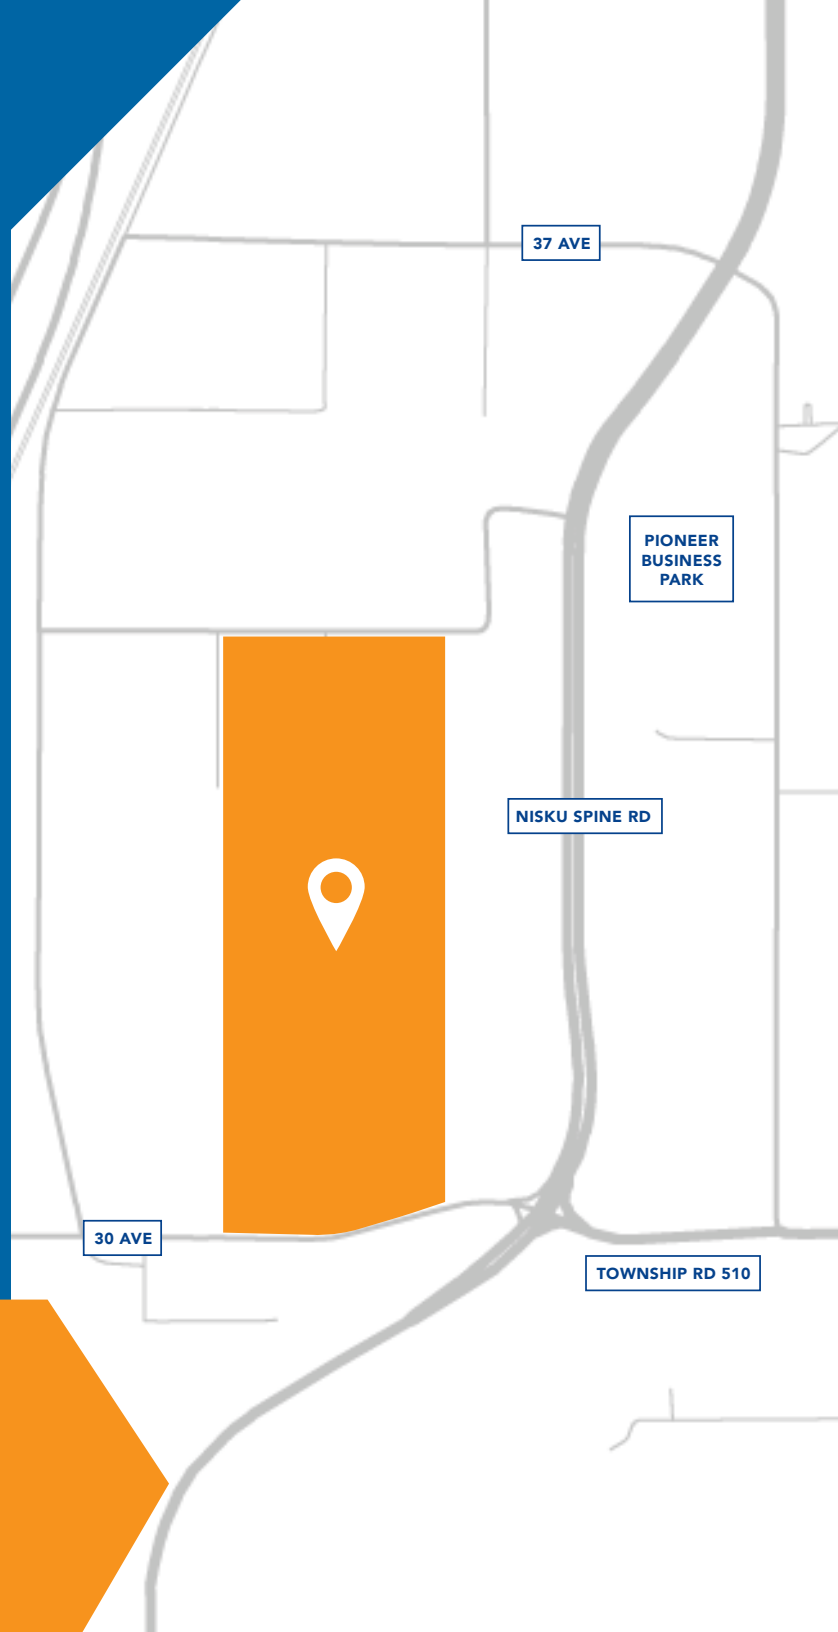 37 AVE
PIONEER
BUSINESS
PARK
NISKU SPINE RD
30 AVE
TOWNSHIP RD 510